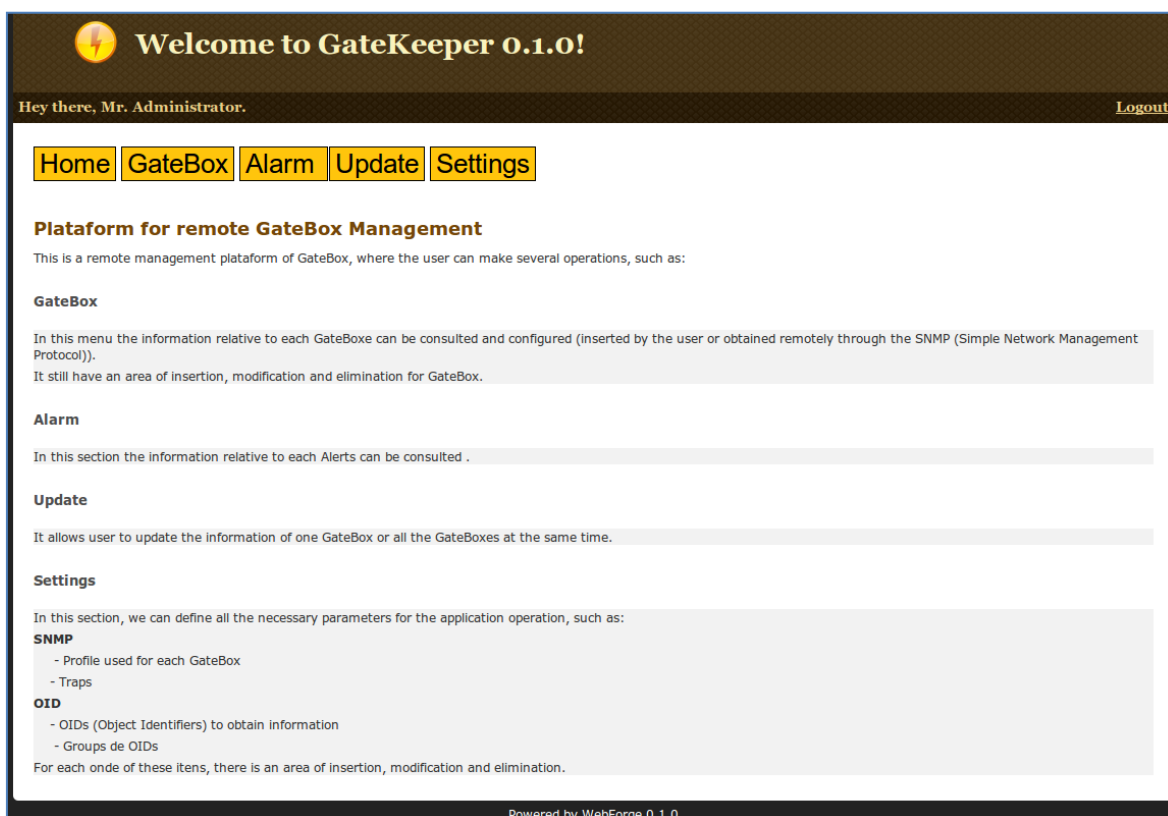 Welcome to GateKeeper 0.1.0!
Hey there, Mr. Administrator.
Logout
Home GateBox Alarm Update Settings
Plataform for remote GateBox Management
This is a remote management plataform of GateBox, where the user can make several operations, such as:
GateBox
In this menu the information relative to each GateBoxe can be consulted and configured (inserted by the user or obtained remotely through the SNMP (Simple Network Management
Protocol)).
It still have an area of insertion, modification and elimination for GateBox.
Alarm
In this section the information relative to each Alerts can be consulted .
Update
It allows user to update the information of one GateBox or all the GateBoxes at the same time.
Settings
In this section, we can define all the necessary parameters for the application operation, such as:
SNMP
- Profile used for each GateBox
- Traps
OID
- OIDs (Object Identifiers) to obtain information
- Groups de OIDs
For each onde of these itens, there is an area of insertion, modification and elimination.
Powered by WebForge 0.1.0